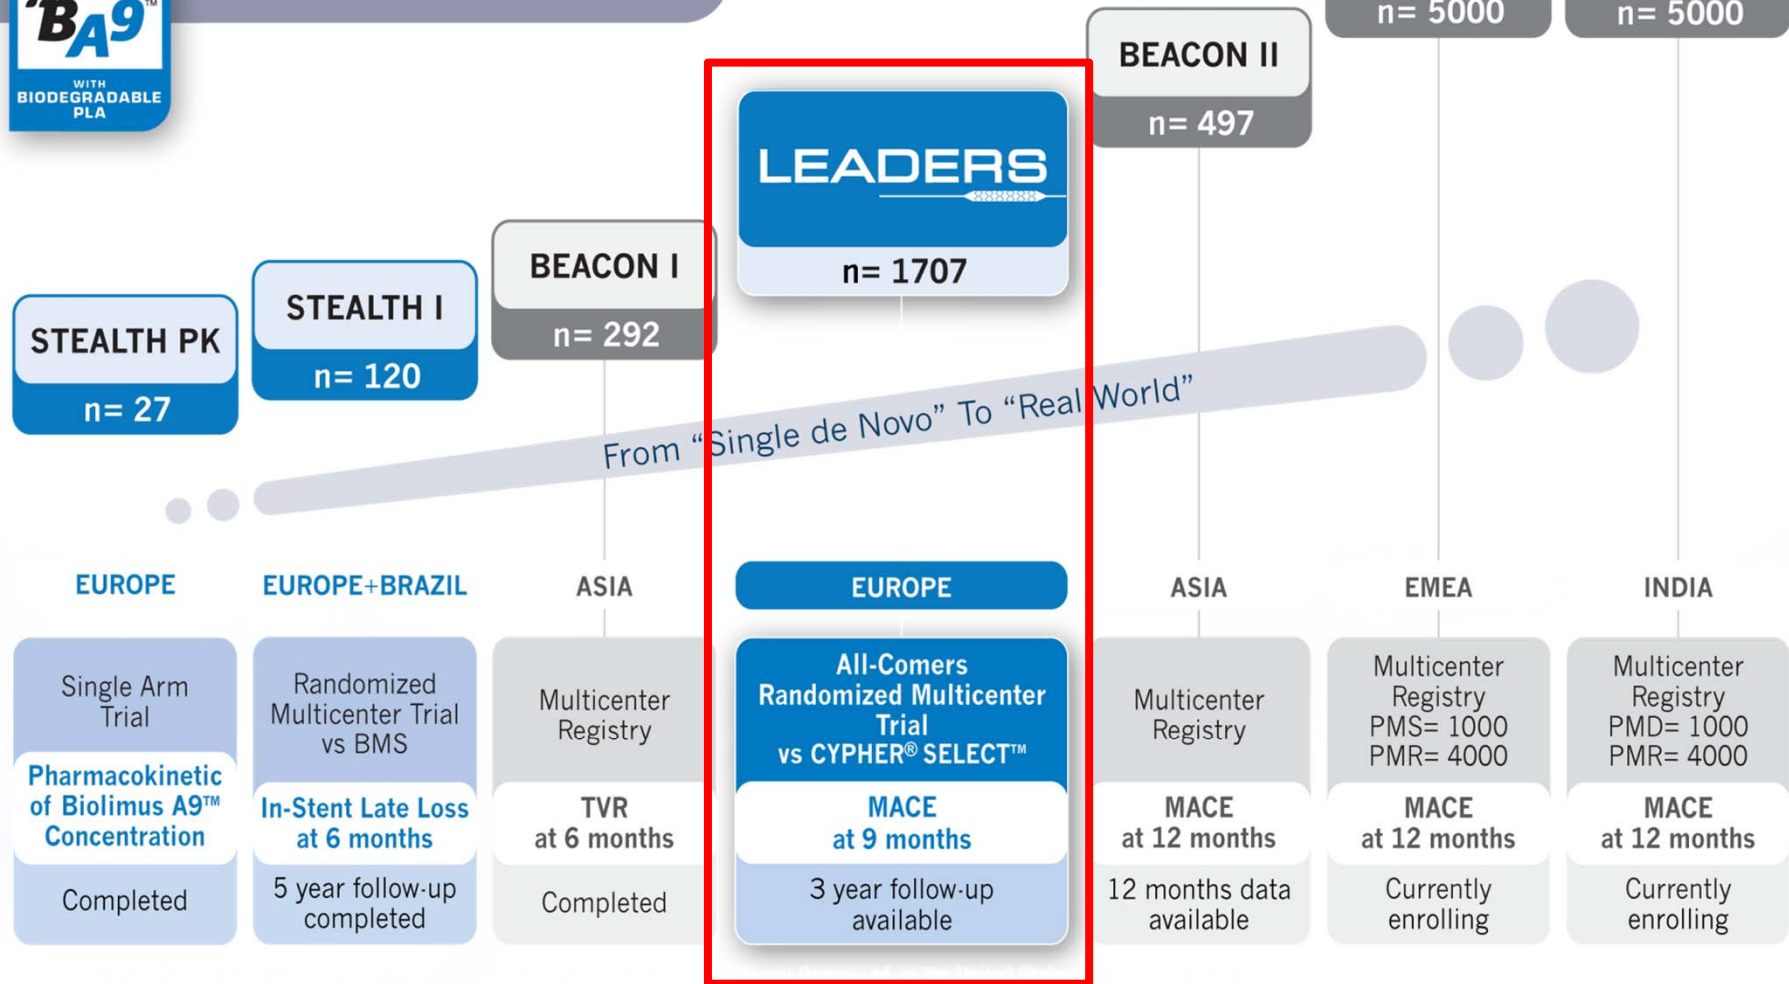 BA9™
WITH
BIODEGRADABLE
PLA
STEALTH PK
n= 27
STEALTH I
n= 120
BEACON I
n= 292
LEADERS
n= 1707
BEACON II
n= 497
n= 5000
n= 5000
From “Single de Novo” To “Real World”
EUROPE
Single Arm
Trial
Pharmacokinetic
of Biolimus A9™
Concentration
Completed
EUROPE+BRAZIL
Randomized
Multicenter Trial
vs BMS
In-Stent Late Loss
at 6 months
5 year follow-up
completed
ASIA
Multicenter
Registry
TVR
at 6 months
Completed
EUROPE
All-Comers
Randomized Multicenter
Trial
vs CYPHER® SELECT™
MACE
at 9 months
3 year follow-up
available
ASIA
Multicenter
Registry
MACE
at 12 months
12 months data
available
EMEA
Multicenter
Registry
PMS= 1000
PMR= 4000
MACE
at 12 months
Currently
enrolling
INDIA
Multicenter
Registry
PMD= 1000
PMR= 4000
MACE
at 12 months
Currently
enrolling